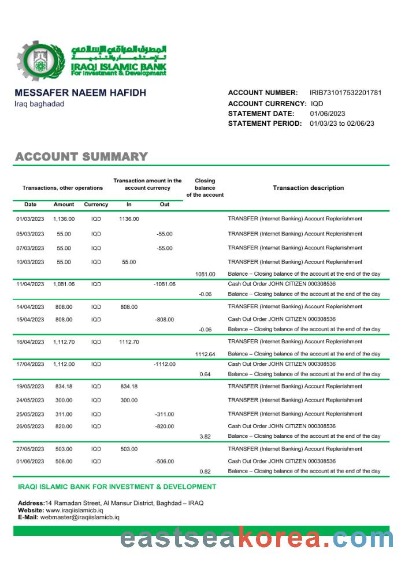 المصرف العراقي الإسلامي
للإستثمار والتنمية
IRAQI ISLAMIC BANK
For Investment & Development
MESSAFER NAEEM HAFIDH
Iraq baghadad
ACCOUNT NUMBER: IRIB731017532201781
ACCOUNT CURRENCY: IQD
STATEMENT DATE: 01/06/2023
STATEMENT PERIOD: 01/03/23 to 02/06/23
ACCOUNT SUMMARY
Transactions, other operations Transaction amount in the account currency Closing balance of the account Transaction description
Date Amount Currency In Out
01/03/2023 1,136.00 IQD 1136.00 TRANSFER (Internet Banking) Account Replenishment
05/03/2023 55.00 IQD -55.00 TRANSFER (Internet Banking) Account Replenishment
07/03/2023 55.00 IQD -55.00 TRANSFER (Internet Banking) Account Replenishment
10/03/2023 55.00 IQD 55.00 TRANSFER (Internet Banking) Account Replenishment
1081.00 Balance – Closing balance of the account at the end of the day
11/04/2023 1,081.06 IQD -1081.06 Cash Out Order JOHN CITIZEN 000308536
-0.06 Balance – Closing balance of the account at the end of the day
14/04/2023 808.00 IQD 808.00 TRANSFER (Internet Banking) Account Replenishment
15/04/2023 808.00 IQD -808.00 Cash Out Order JOHN CITIZEN 000308536
-0.06 Balance – Closing balance of the account at the end of the day
16/04/2023 1,112.70 IQD 1112.70 TRANSFER (Internet Banking) Account Replenishment
1112.64 Balance – Closing balance of the account at the end of the day
17/04/2023 1,112.00 IQD -1112.00 Cash Out Order JOHN CITIZEN 000308536
0.64 Balance – Closing balance of the account at the end of the day
19/05/2023 834.18 IQD 834.18 TRANSFER (Internet Banking) Account Replenishment
24/05/2023 300.00 IQD 300.00 TRANSFER (Internet Banking) Account Replenishment
25/05/2023 311.00 IQD -311.00 TRANSFER (Internet Banking) Account Replenishment
26/05/2023 820.00 IQD -820.00 Cash Out Order JOHN CITIZEN 000308536
3.82 Balance – Closing balance of the account at the end of the day
27/05/2023 503.00 IQD 503.00 TRANSFER (Internet Banking) Account Replenishment
01/06/2023 506.00 IQD -506.00 Cash Out Order JOHN CITIZEN 000308536
0.82 Balance – Closing balance of the account at the end of the day
IRAQI ISLAMIC BANK FOR INVESTMENT & DEVELOPMENT
Address:14 Ramadan Street, Al Mansur District, Baghdad – IRAQ
Website: www.iraqiislamicb.iq
E-Mail: webmaster@iraqiislamicb.iq
eastseakorea.com